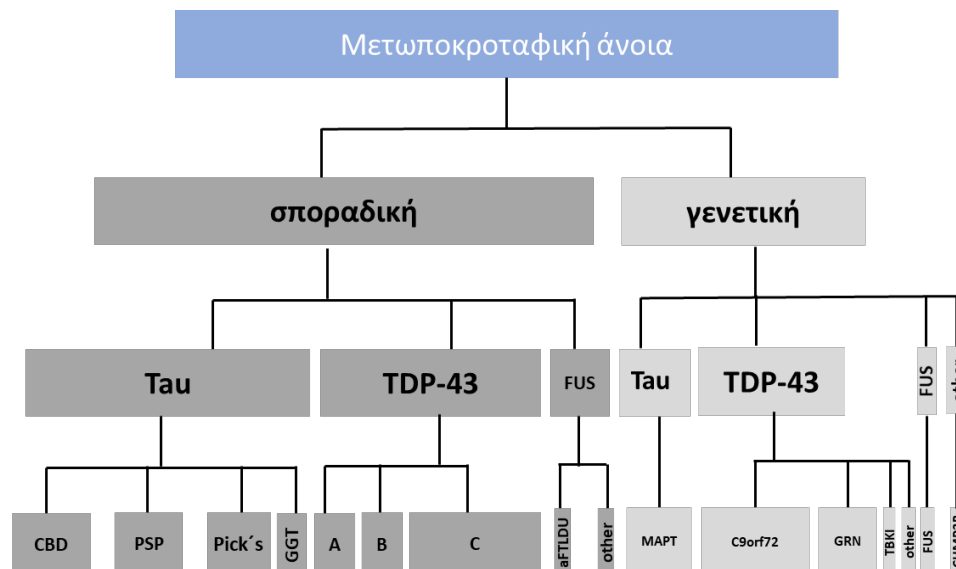 Μετωποκροταφική άνοια
σποραδική
γενετική
Tau
TDP-43
FUS
Tau
TDP-43
FUS
CBD
PSP
Pick´s
GGT
A
B
C
aFTLDU
other
MAPT
C9orf72
GRN
TBKI
other
FUS